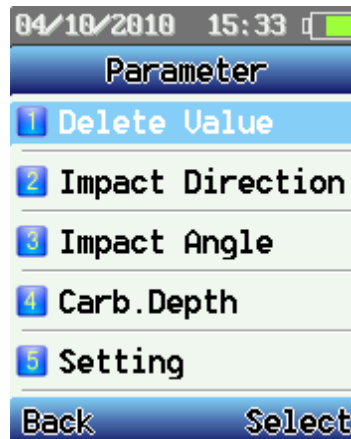 04/10/2010 15:33
Parameter
1 Delete Value
2 Impact Direction
3 Impact Angle
4 Carb.Depth
5 Setting
Back Select